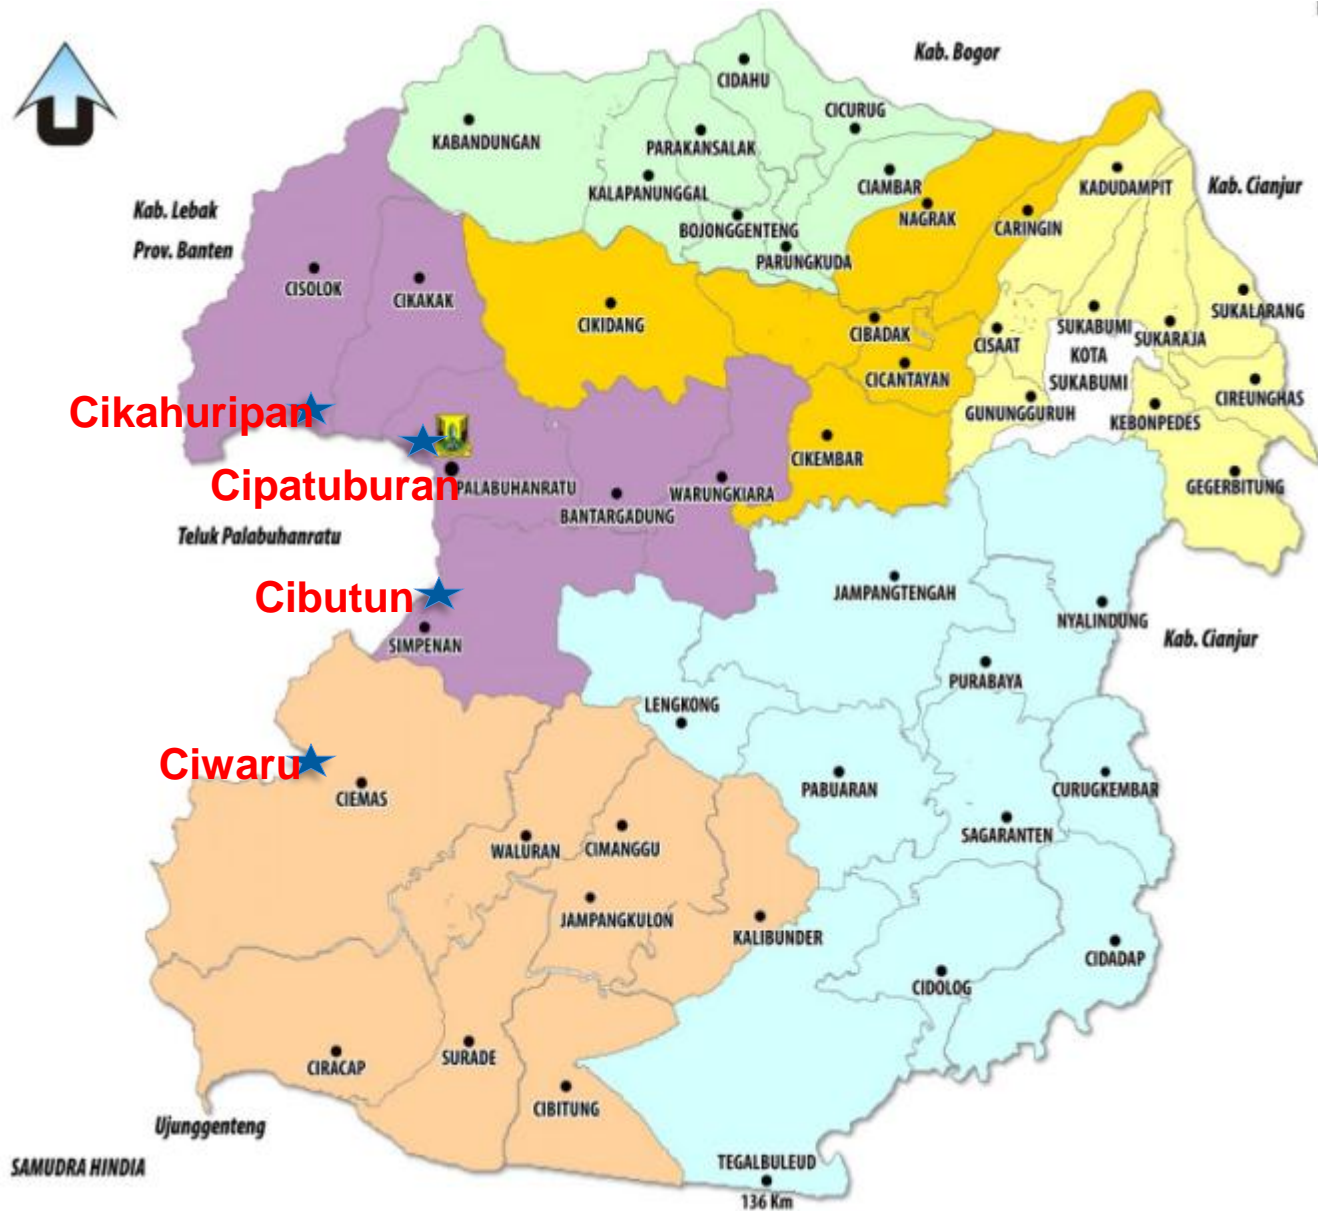 Kab. Bogor
CIDAHU
CICURUG
KABANDUNGAN
PARAKANSALAK
KALAPANUNGGAL
CIAMBAR
KADUDAMPIT
Kab. Cianjur
Kab. Lebak
Prov. Banten
NAGRAK
CARINGIN
BOJONGGENTENG
PARUNGKUDA
CISOLOK
CIKAKAK
CIKIDANG
CIBADAK
CISAAT
SUKABUMI
SUKARAJA
SUKALARANG
KOTA
SUKABUMI
CICANTAYAN
GUNUNGGURUH
KEBONPEDES
CIREUNGHAS
Cikahuripan
CIKEMBAR
Cipatuburan
PALABUHANRATU
BANTARGADUNG
WARUNGKIARA
GEGERBITUNG
Teluk Palabuhanratu
Cibutun
JAMPANGTENGAH
NYALINDUNG
Kab. Cianjur
SIMPENAN
PURABAYA
LENGKONG
Ciwaru
CIEMAS
PABUARAN
CURUGKEMBAR
SAGARANTEN
WALURAN
CIMANGGU
JAMPANGKULON
KALIBUNDER
CIDADAP
CIDOLOG
SURADE
CIRACAP
CIBITUNG
Ujunggenteng
SAMUDRA HINDIA
TEGALBULEUD
136 Km